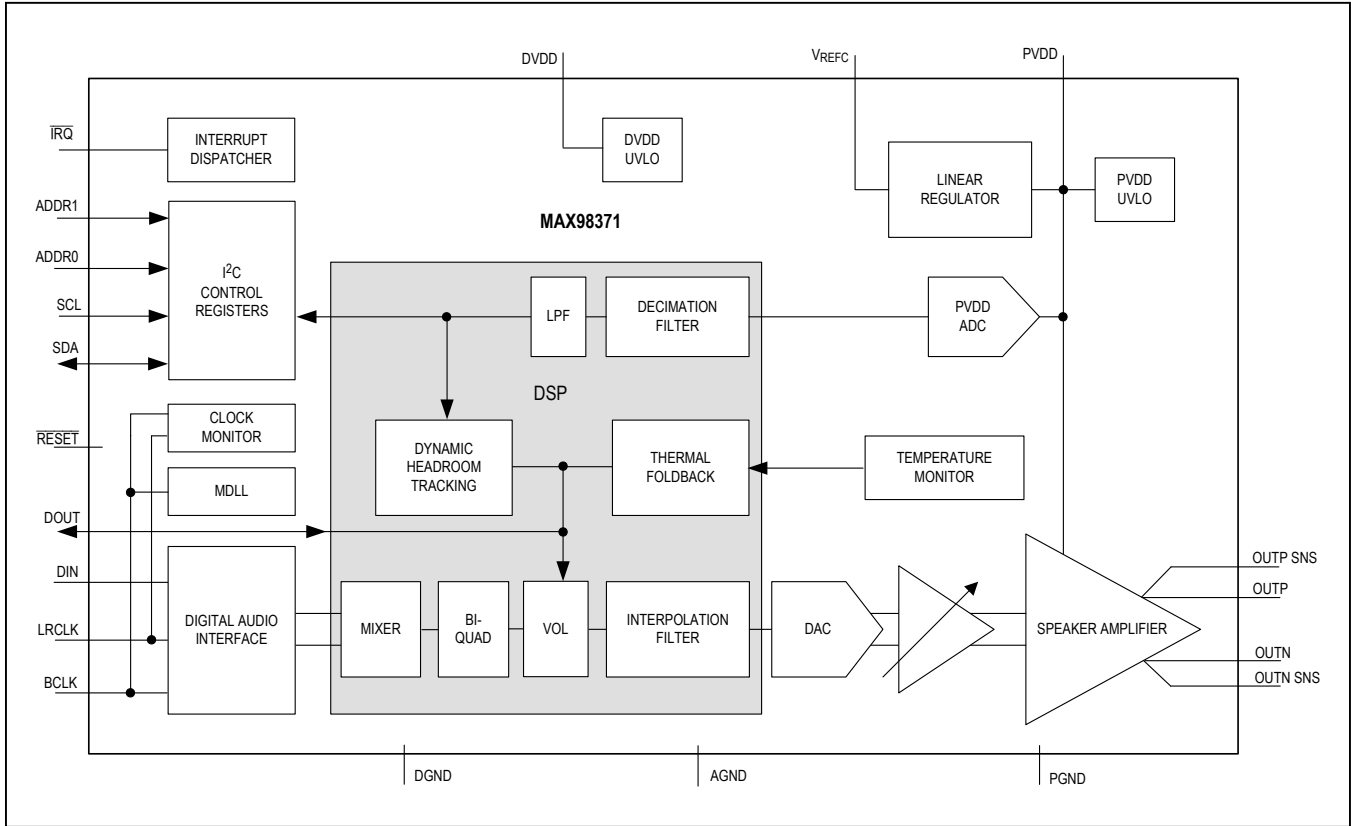 DVDD
VREFC
PVDD
IRQ
INTERRUPT
DISPATCHER
DVDD
UVLO
LINEAR
REGULATOR
PVDD
UVLO
ADDR1
ADDR0
SCL
SDA
I2C
CONTROL
REGISTERS
MAX98371
LPF
DECIMATION
FILTER
PVDD
ADC
DSP
CLOCK
MONITOR
RESET
MDLL
DYNAMIC
HEADROOM
TRACKING
THERMAL
FOLDBACK
TEMPERATURE
MONITOR
DOUT
DIN
LRCLK
BCLK
DIGITAL AUDIO
INTERFACE
MIXER
BI-
QUAD
VOL
INTERPOLATION
FILTER
DAC
SPEAKER AMPLIFIER
OUTP SNS
OUTP
OUTN
OUTN SNS
DGND
AGND
PGND